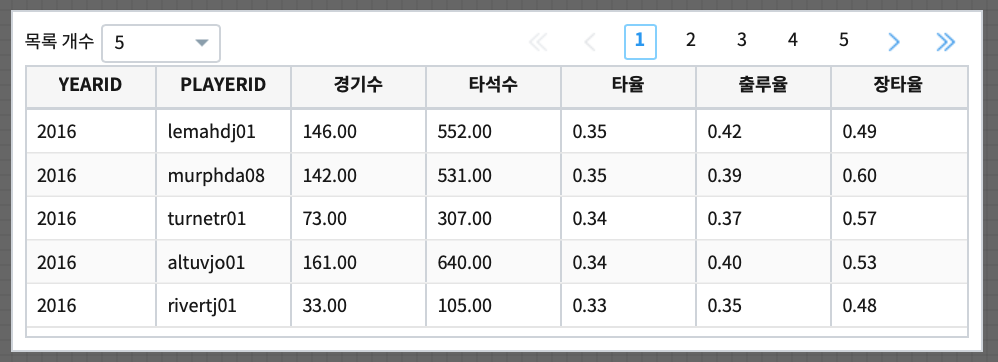 목록 개수 5 1 2 3 4 5
YEARID PLAYERID 경기수 타석수 타율 출루율 장타율
2016 lemahdj01 146.00 552.00 0.35 0.42 0.49
2016 murphda08 142.00 531.00 0.35 0.39 0.60
2016 turnetr01 73.00 307.00 0.34 0.37 0.57
2016 altuvjo01 161.00 640.00 0.34 0.40 0.53
2016 rivertj01 33.00 105.00 0.33 0.35 0.48